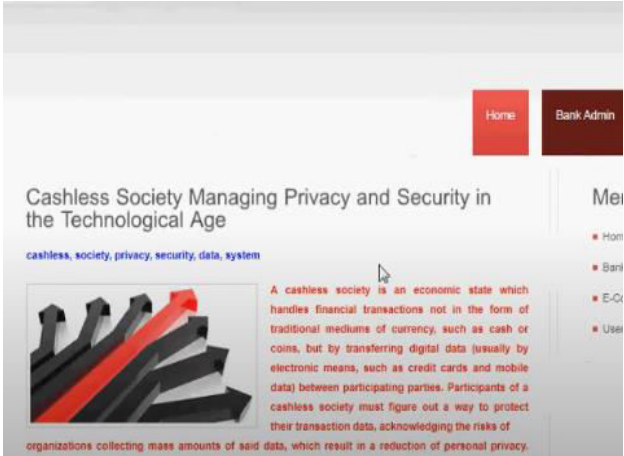 Home
Bank Admin
Cashless Society Managing Privacy and Security in
the Technological Age
cashless, society, privacy, security, data, system
A cashless society is an economic state which
handles financial transactions not in the form of
traditional mediums of currency, such as cash or
coins, but by transferring digital data (usually by
electronic means, such as credit cards and mobile
data) between participating parties. Participants of a
cashless society must figure out a way to protect
their transaction data, acknowledging the risks of
organizations collecting mass amounts of said data, which result in a reduction of personal privacy.